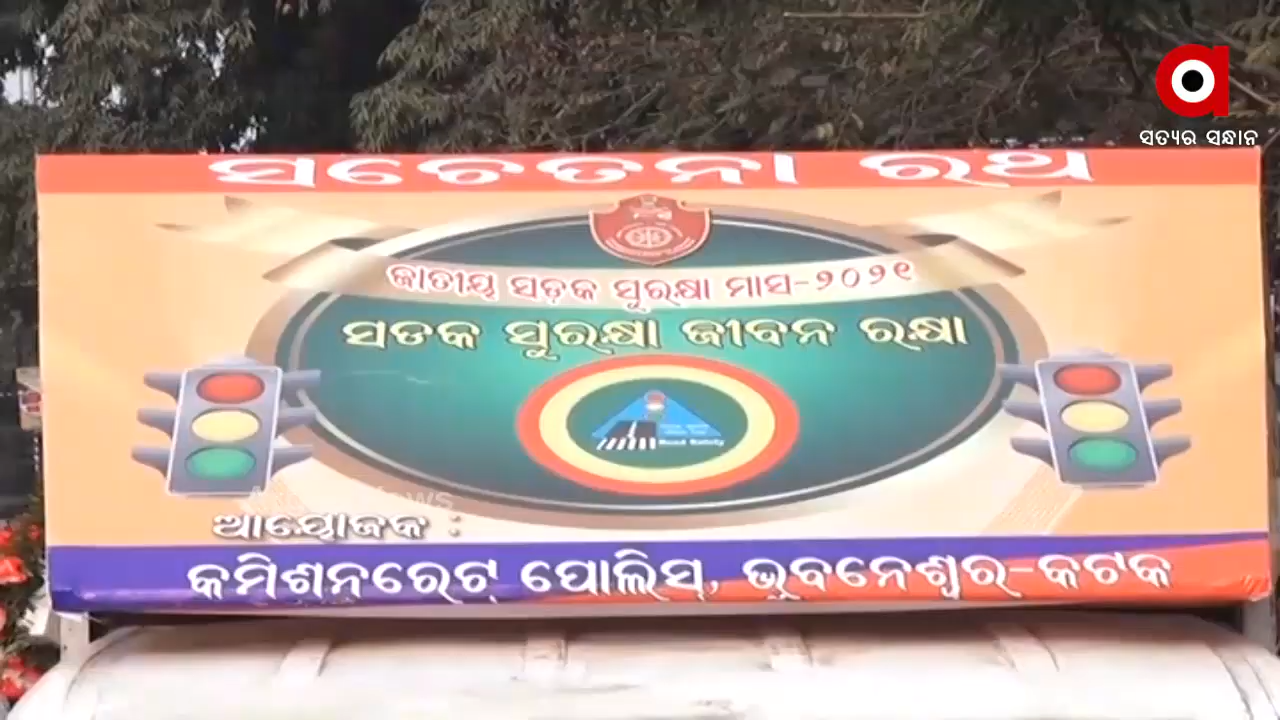 ସତ୍ୟର ସନ୍ଧାନ
ସଚେତନା ରଥ
ଜାତୀୟ ସଡ଼କ ସୁରକ୍ଷା ମାସ-୨୦୨୧
ସଡକ ସୁରକ୍ଷା ଜୀବନ ରକ୍ଷା
Road Safety
ଆୟୋଜକ :
କମିଶନରେଟ୍ ପୋଲିସ୍, ଭୁବନେଶ୍ୱର-କଟକ